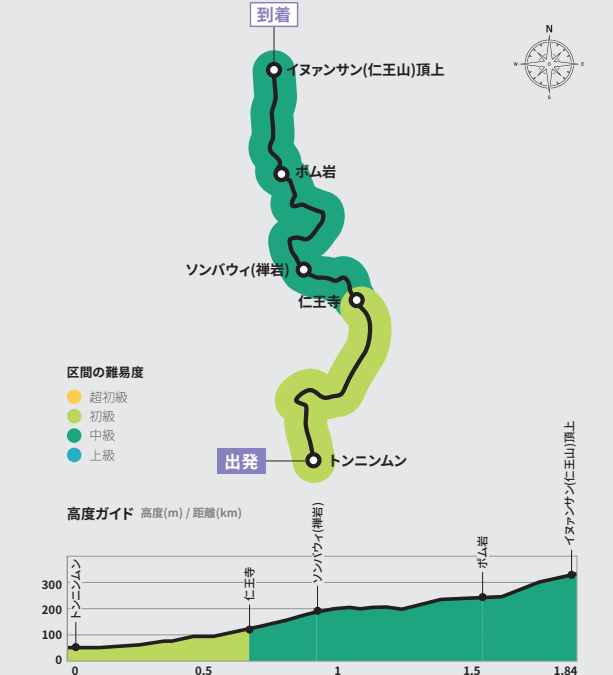 到着
N
W
E
S
イヌァンサン(仁王山)頂上
ボム岩
ソンバウィ(禅岩)
仁王寺
区間の難易度
超初級
初級
中級
上級
出発
トンニンムン
高度ガイド 高度(m) / 距離(km)
トンニンムン
仁王寺
ソンバウィ(禅岩)
ボム岩
イヌァンサン(仁王山)頂上
300
200
100
0
0 0.5 1 1.5 1.84